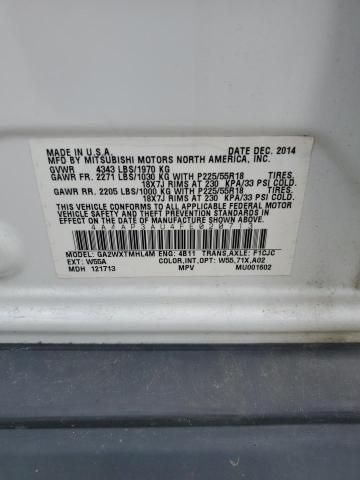 MADE IN U.S.A. DATE DEC. 2014
MFD BY MITSUBISHI MOTORS NORTH AMERICA, INC.
GVWR 4343 LBS/1970 KG
GAWR FR. 2271 LBS/1030 KG WITH P225/55R18 TIRES.
18X7J RIMS AT 230 KPA/33 PSI COLD.
GAWR RR. 2205 LBS/1000 KG WITH P225/55R18 TIRES.
18X7J RIMS AT 230 KPA/33 PSI COLD.
4A4AP3AU4FE020713
MODEL: GA2WXTMHL4M ENG: 4B11 TRANS,AXLE: F1CJC
EXT: W55A COLOR,INT,OPT: W55,71X,A02
MDH 121713 MPV MU001602
THIS VEHICLE CONFORMS TO ALL APPLICABLE
U.S. FEDERAL MOTOR VEHICLE SAFETY,
BUMPER AND THEFT PREVENTION STANDARDS
IN EFFECT ON THE DATE OF
MANUFACTURE SHOWN ABOVE.